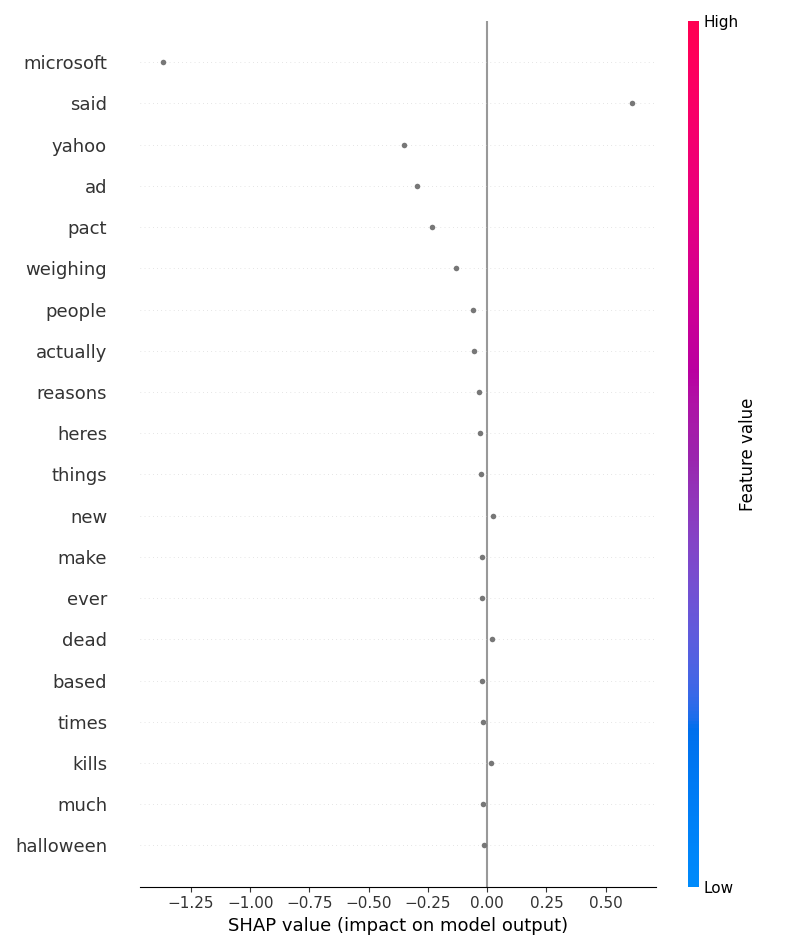 High
microsoft
said
yahoo
ad
pact
weighing
people
actually
reasons
heres
things
new
make
ever
dead
based
times
kills
much
halloween
Feature value
Low
−1.25 −1.00 −0.75 −0.50 −0.25 0.00 0.25 0.50
SHAP value (impact on model output)